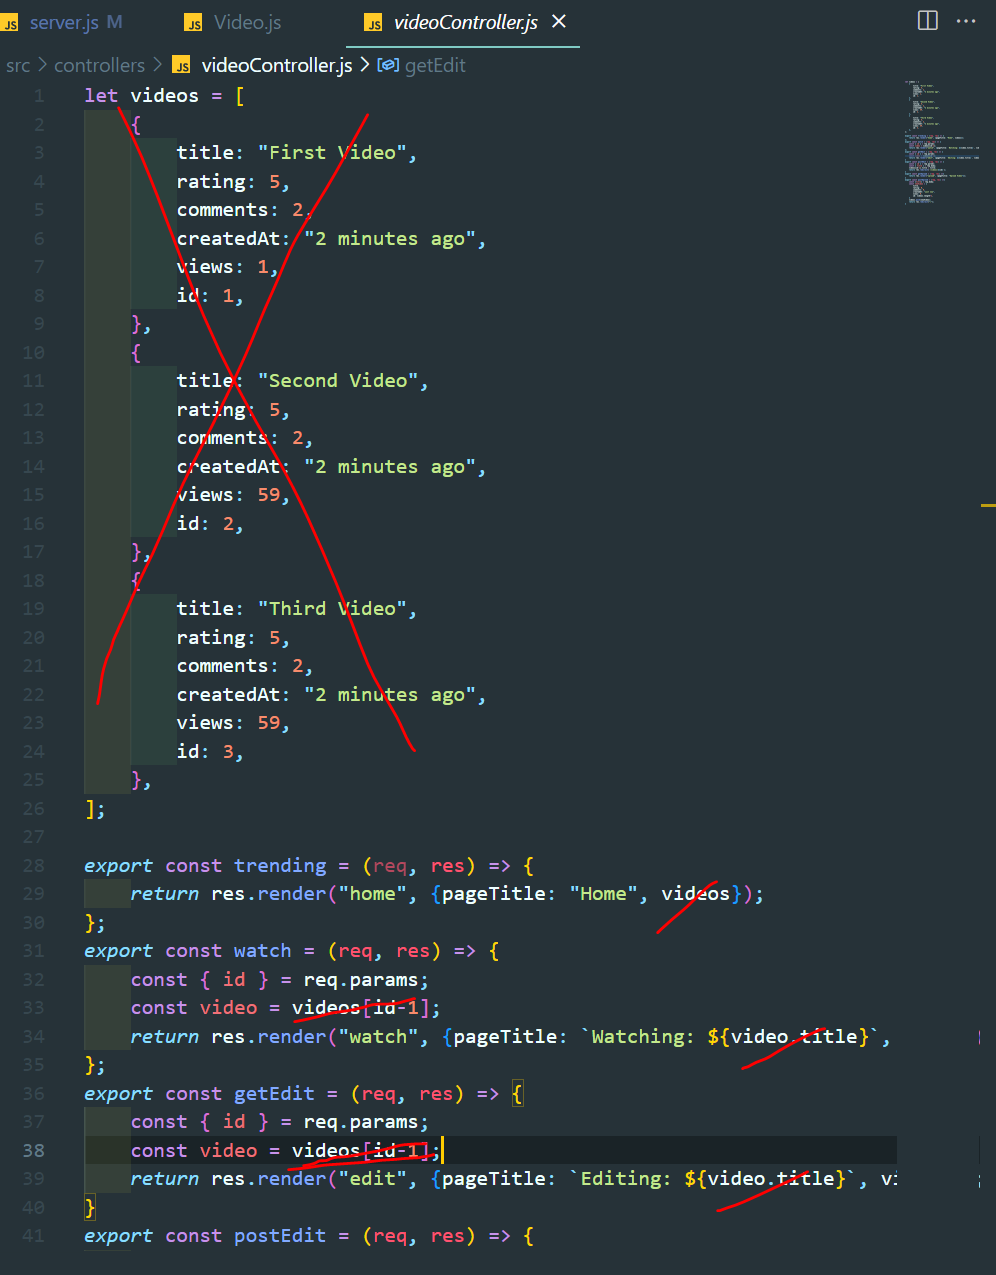 JS server.js M JS Video.js JS videoController.js ×
src > controllers > JS videoController.js > getEdit
1 let videos = [
2 {
3 title: "First Video",
4 rating: 5,
5 comments: 2,
6 createdAt: "2 minutes ago",
7 views: 1,
8 id: 1,
9 },
10 {
11 title: "Second Video",
12 rating: 5,
13 comments: 2,
14 createdAt: "2 minutes ago",
15 views: 59,
16 id: 2,
17 },
18 {
19 title: "Third Video",
20 rating: 5,
21 comments: 2,
22 createdAt: "2 minutes ago",
23 views: 59,
24 id: 3,
25 },
26 ];
27
28 export const trending = (req, res) => {
29 return res.render("home", {pageTitle: "Home", videos});
30 };
31 export const watch = (req, res) => {
32 const { id } = req.params;
33 const video = videos[id-1];
34 return res.render("watch", {pageTitle: `Watching: ${video.title}`,
35 };
36 export const getEdit = (req, res) => {
37 const { id } = req.params;
38 const video = videos[id-1];
39 return res.render("edit", {pageTitle: `Editing: ${video.title}`, vi
40 }
41 export const postEdit = (req, res) => {